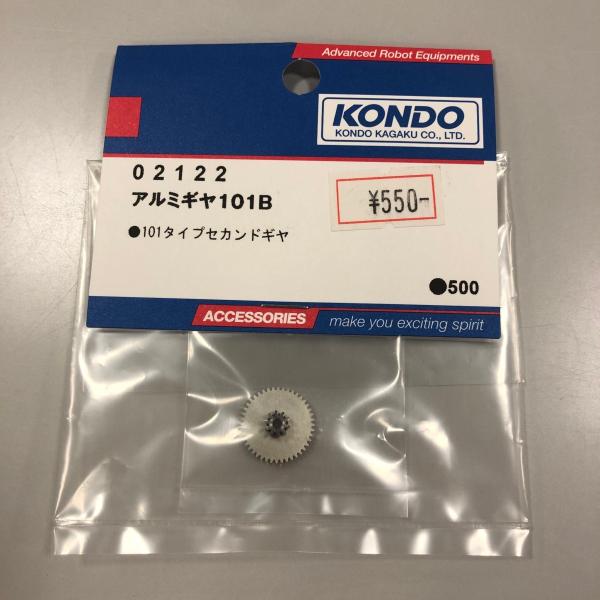 Advanced Robot Equipments
KONDO
KONDO KAGAKU CO., LTD.
02122
アルミギヤ101B
¥550-
●101タイプセカンドギヤ
●500
ACCESSORIES
make you exciting spirit